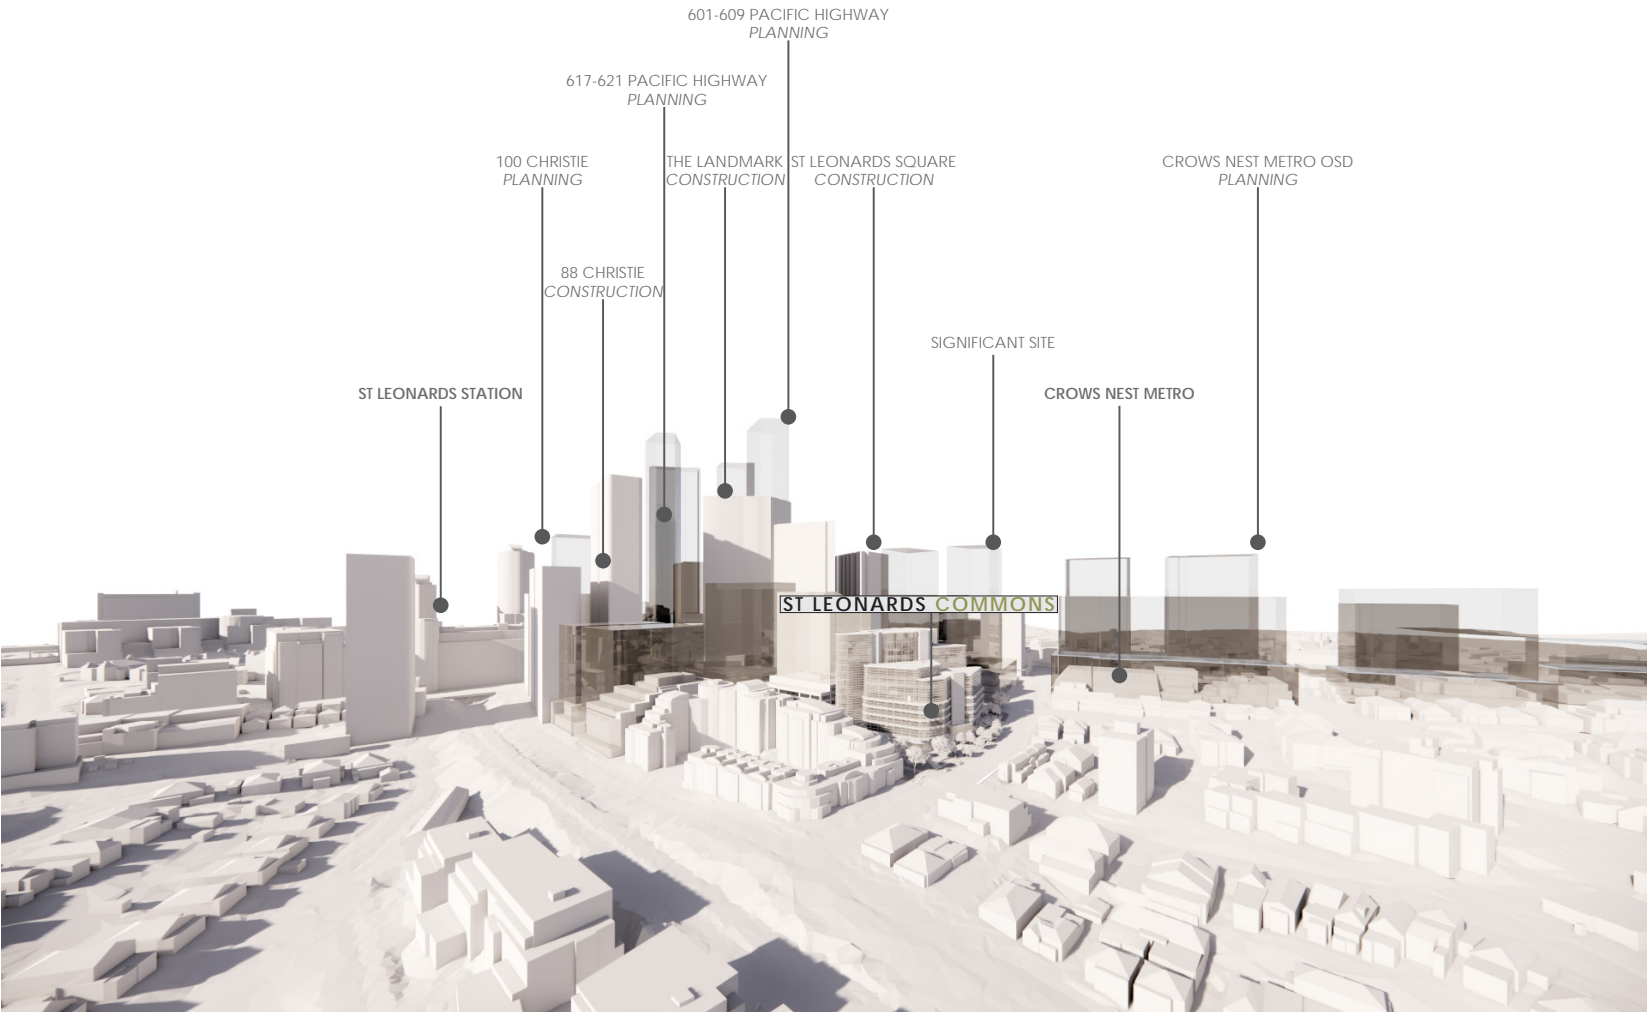 601-609 PACIFIC HIGHWAY
PLANNING
617-621 PACIFIC HIGHWAY
PLANNING
100 CHRISTIE
PLANNING
THE LANDMARK
CONSTRUCTION
ST LEONARDS SQUARE
CONSTRUCTION
CROWS NEST METRO OSD
PLANNING
88 CHRISTIE
CONSTRUCTION
SIGNIFICANT SITE
ST LEONARDS STATION
CROWS NEST METRO
ST LEONARDS COMMONS